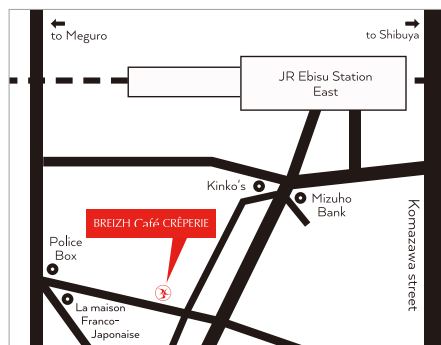 to Meguro
to Shibuya
JR Ebisu Station
East
Kinko's
Mizuho
Bank
BREIZH Café CRÊPERIE
Komazawa street
Police
Box
La maison
Franco-
Japonaise